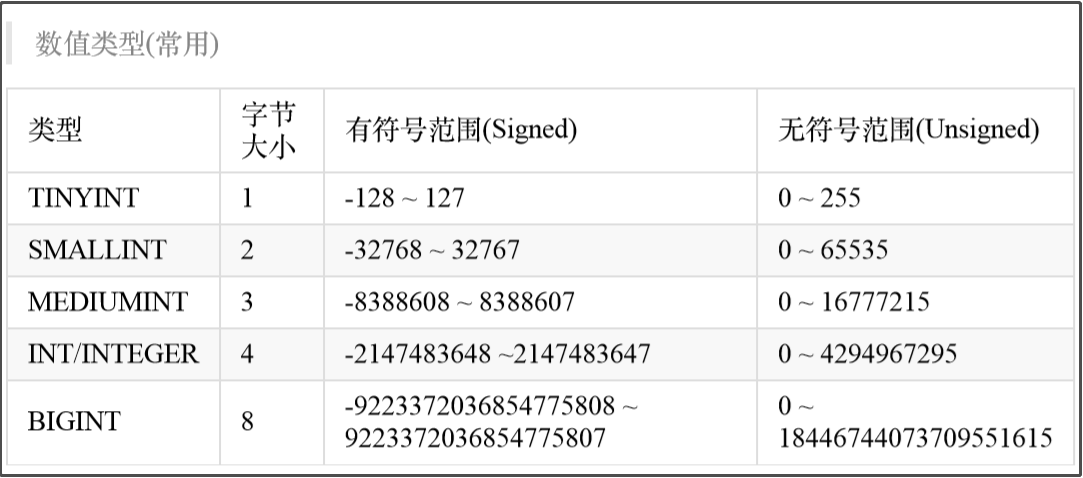 数值类型(常用)
类型 字节大小 有符号范围(Signed) 无符号范围(Unsigned)
TINYINT 1 -128 ~ 127 0 ~ 255
SMALLINT 2 -32768 ~ 32767 0 ~ 65535
MEDIUMINT 3 -8388608 ~ 8388607 0 ~ 16777215
INT/INTEGER 4 -2147483648 ~2147483647 0 ~ 4294967295
BIGINT 8 -9223372036854775808 ~ 9223372036854775807 0 ~ 18446744073709551615